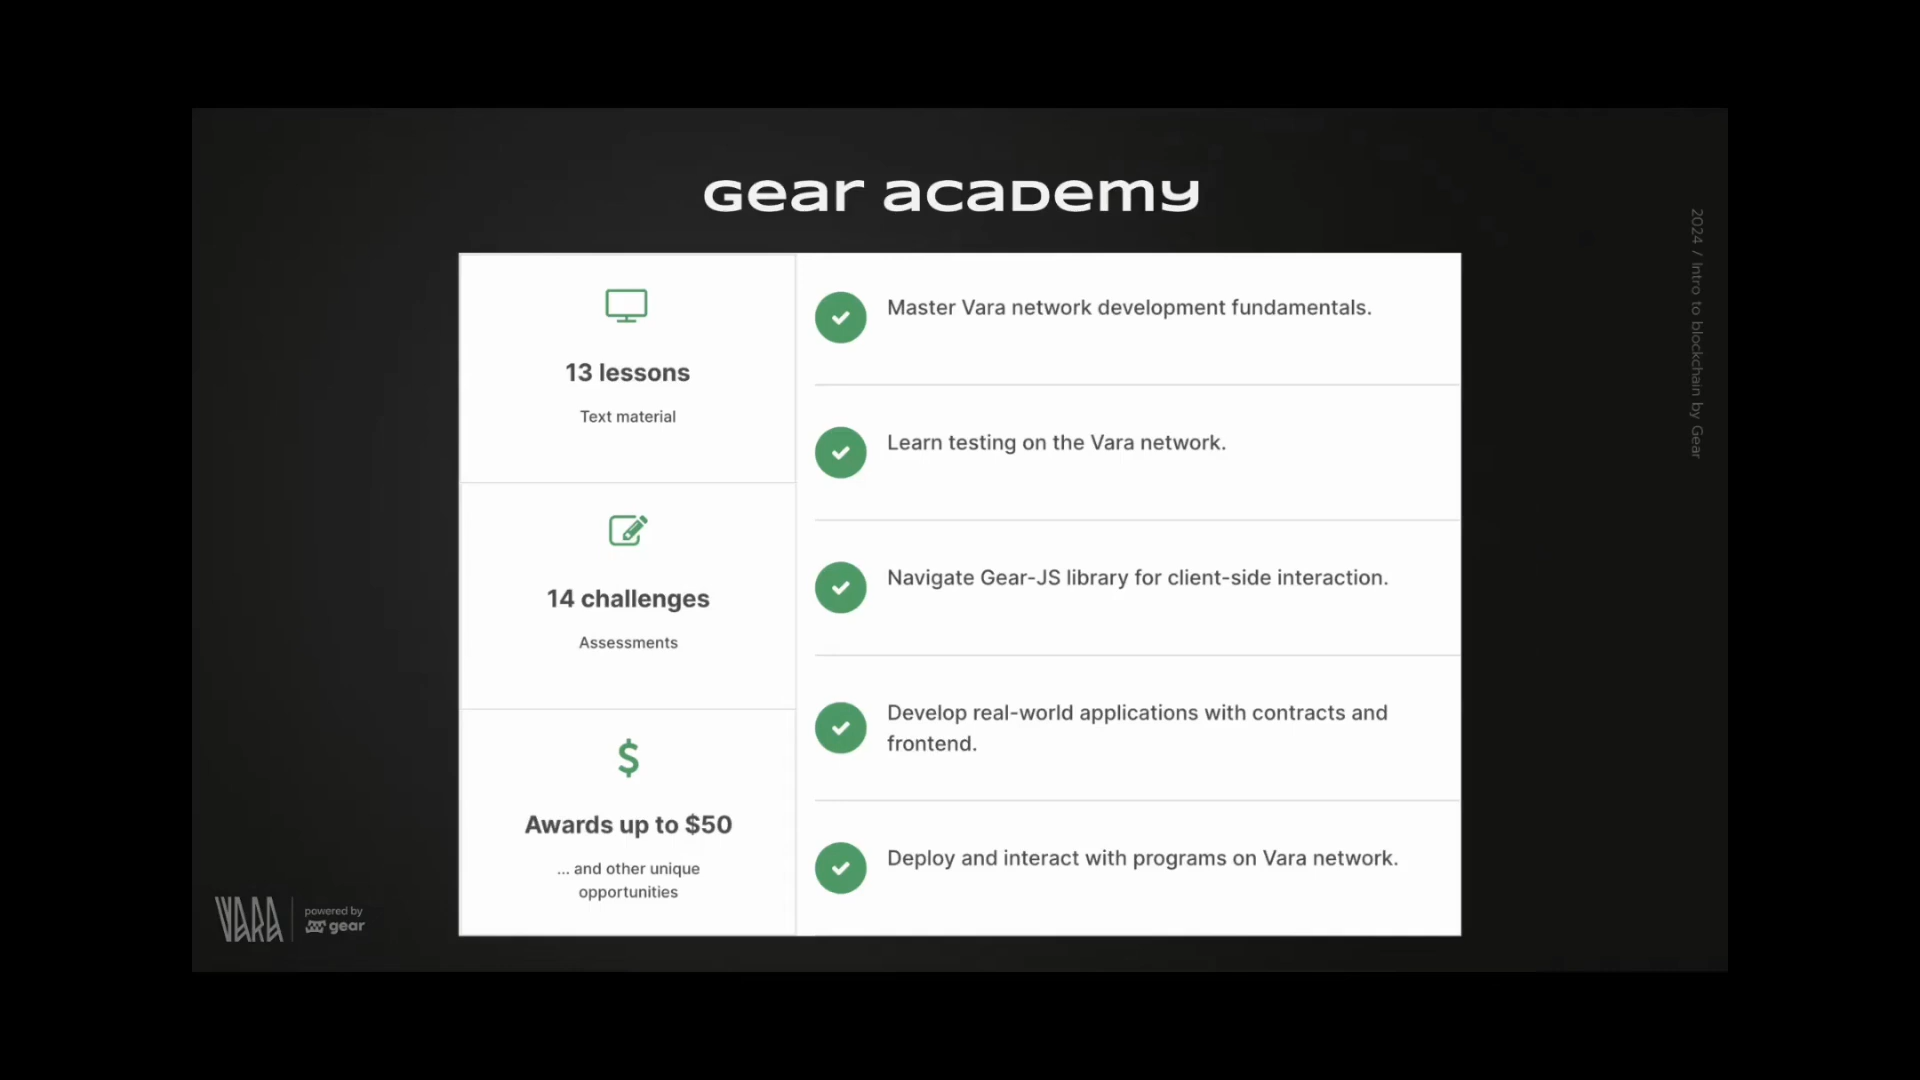 Gear Academy
13 lessons
Text material
14 challenges
Assessments
$
Awards up to $50
... and other unique
opportunities
Master Vara network development fundamentals.
Learn testing on the Vara network.
Navigate Gear-JS library for client-side interaction.
Develop real-world applications with contracts and
frontend.
Deploy and interact with programs on Vara network.
2024 / Intro to blockchain by Gear
VARA
powered by
gear